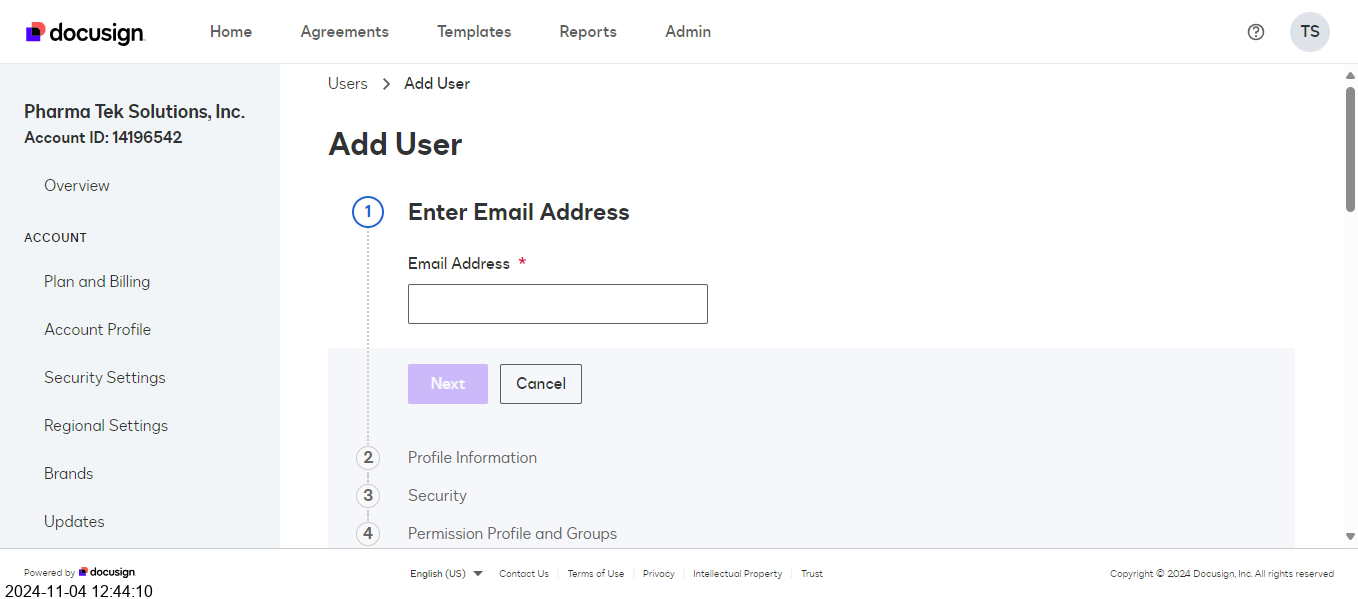 docusign
Home
Agreements
Templates
Reports
Admin
TS
Pharma Tek Solutions, Inc.
Account ID: 14196542
Overview
ACCOUNT
Plan and Billing
Account Profile
Security Settings
Regional Settings
Brands
Updates
Users > Add User
Add User
1 Enter Email Address
Email Address *
Next
Cancel
2 Profile Information
3 Security
4 Permission Profile and Groups
Powered by docusign
English (US)
Contact Us
Terms of Use
Privacy
Intellectual Property
Trust
Copyright © 2024 Docusign, Inc. All rights reserved
2024-11-04 12:44:10